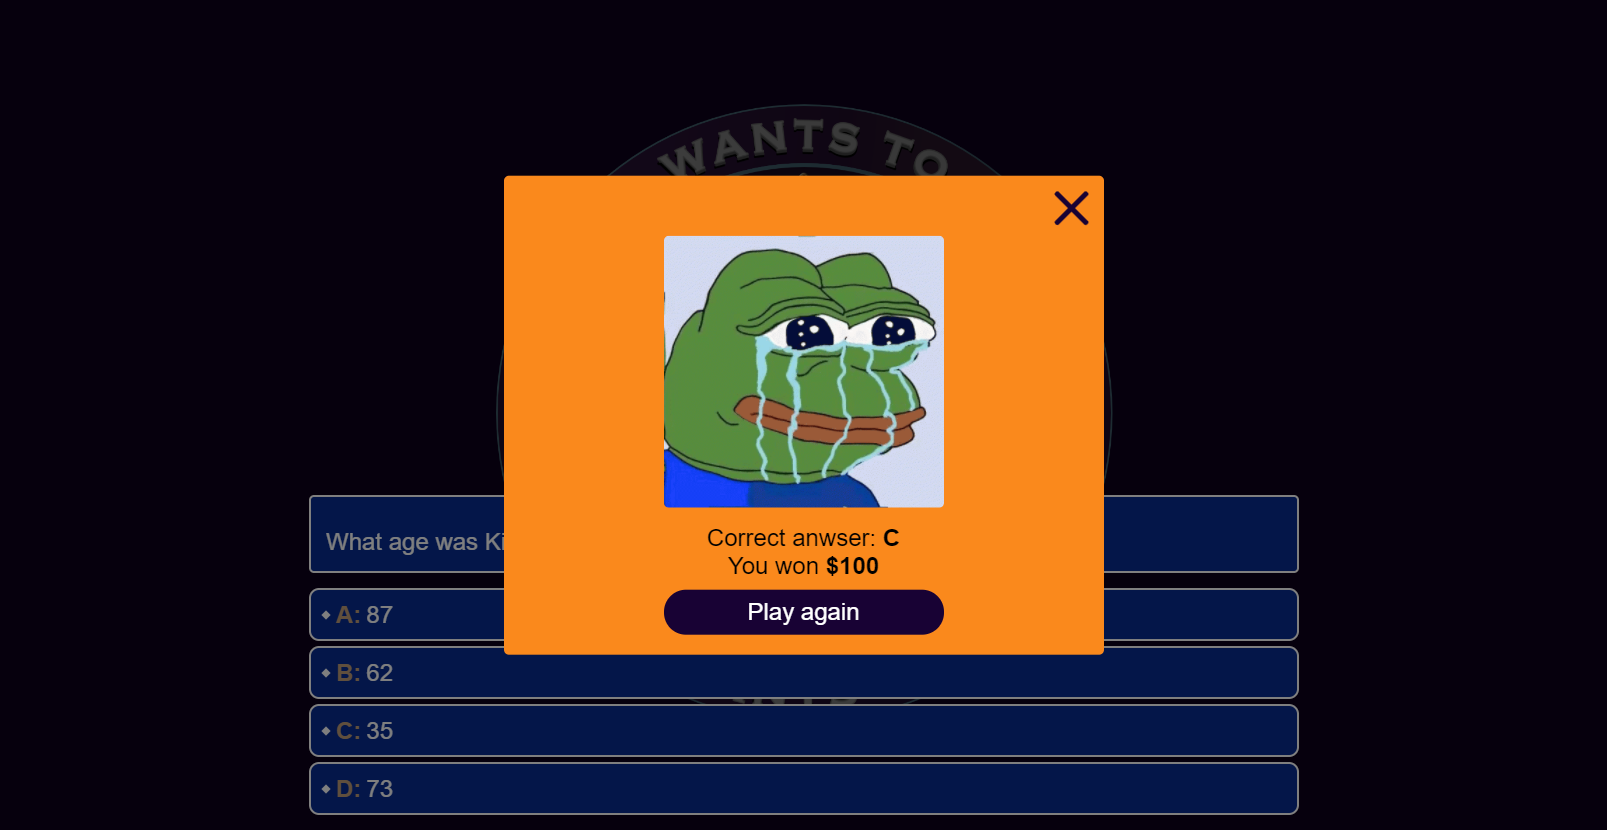 WANTS TO
Correct anwser: C
You won $100
Play again
What age was Ki
A: 87
B: 62
C: 35
D: 73